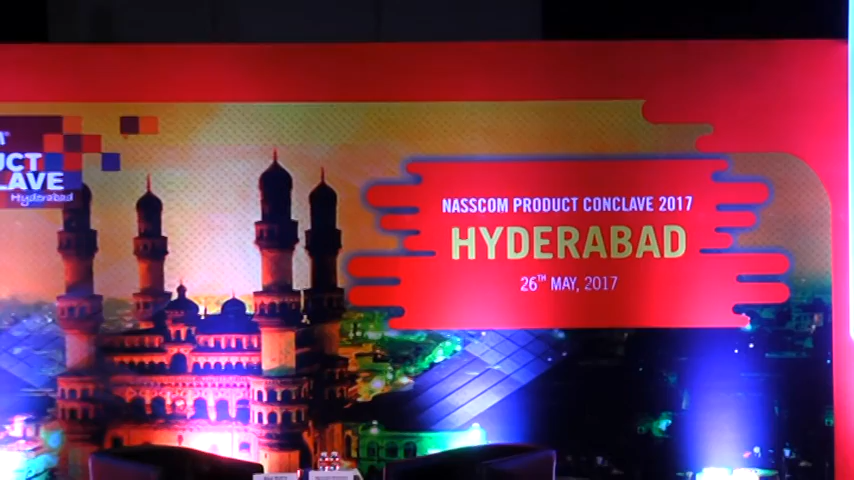 UCT
LAVE
Hyderabad
NASSCOM PRODUCT CONCLAVE 2017
HYDERABAD
26TH MAY, 2017